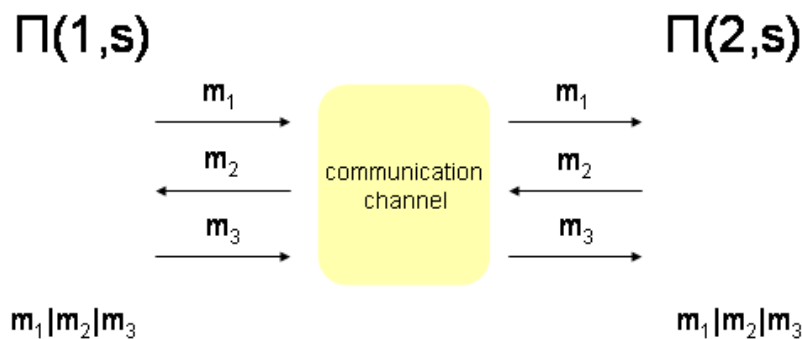 Π(1,s) Π(2,s)
m₁ m₁
m₂ communication m₂
channel
m₃ m₃
m₁|m₂|m₃ m₁|m₂|m₃